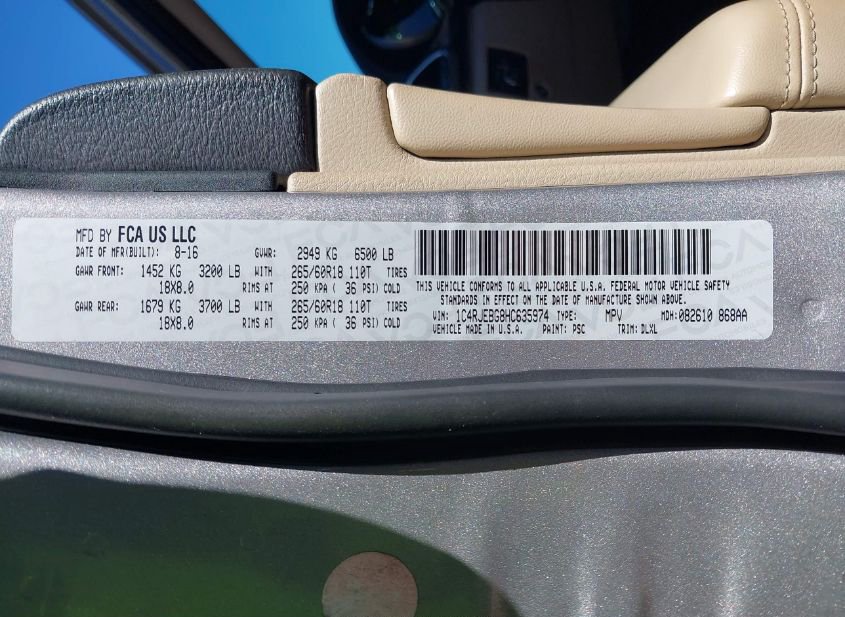 MFD BY FCA US LLC
DATE OF MFR(BUILT): 8-16 GVWR: 2949 KG 6500 LB
GAWR FRONT: 1452 KG 3200 LB WITH 265/60R18 110T TIRES
18X8.0 RIMS AT 250 KPA ( 36 PSI) COLD
GAWR REAR: 1679 KG 3700 LB WITH 265/60R18 110T TIRES
18X8.0 RIMS AT 250 KPA ( 36 PSI) COLD
THIS VEHICLE CONFORMS TO ALL APPLICABLE U.S.A. FEDERAL MOTOR VEHICLE SAFETY
STANDARDS IN EFFECT ON THE DATE OF MANUFACTURE SHOWN ABOVE.
VIN: 1C4RJEBG8HC635974 TYPE: MPV MDH: 082610 868AA
VEHICLE MADE IN U.S.A. PAINT: PSC TRIM: DLXL